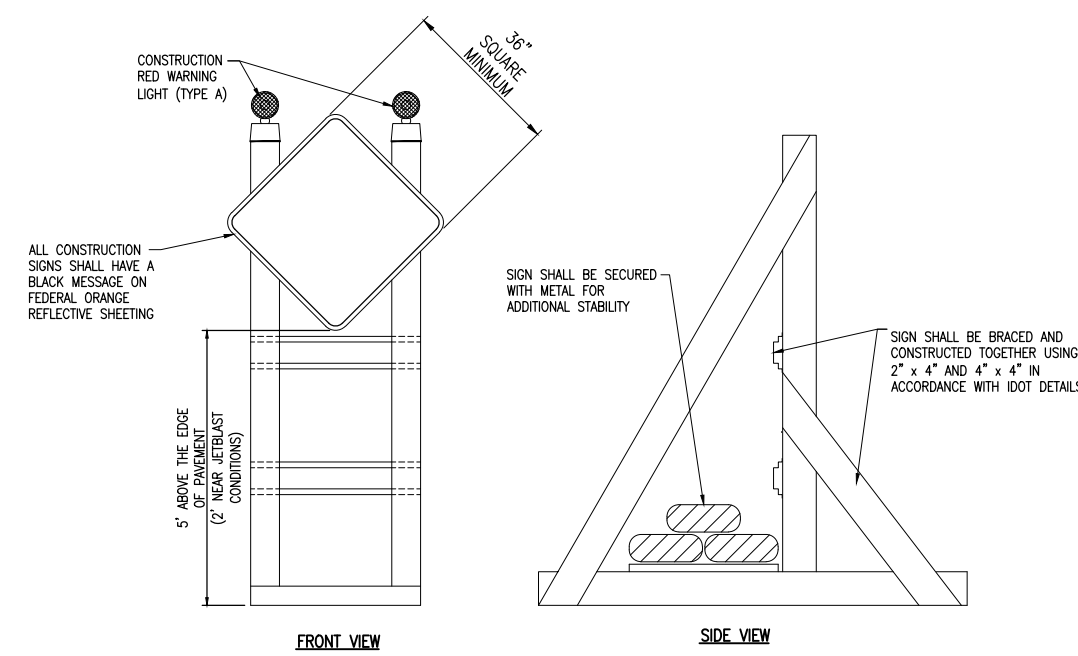 CONSTRUCTION
RED WARNING
LIGHT (TYPE A)
36"
SQUARE
MINIMUM
ALL CONSTRUCTION
SIGNS SHALL HAVE A
BLACK MESSAGE ON
FEDERAL ORANGE
REFLECTIVE SHEETING
5' ABOVE THE EDGE
OF PAVEMENT
(2' NEAR JETBLAST
CONDITIONS)
FRONT VIEW
SIGN SHALL BE SECURED
WITH METAL FOR
ADDITIONAL STABILITY
SIGN SHALL BE BRACED AND
CONSTRUCTED TOGETHER USING
2" x 4" AND 4" x 4" IN
ACCORDANCE WITH IDOT DETAILS
SIDE VIEW